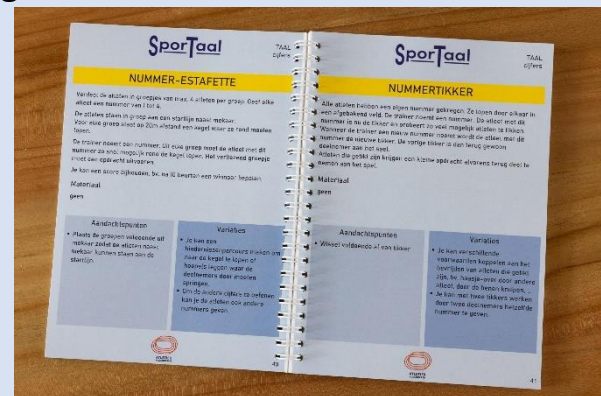 SporTaal
TAAL
cijfers
NUMMER-ESTAFETTE
Verdeel de atleten in groepjes van max. 4 atleten per groep. Geef elke
atleet een nummer van 1 tot 4.
De atleten staan in groep aan een startlijn naast mekaar.
Voor elke groep staat op 20m afstand een kegel waar ze rond moeten
lopen.
De trainer noemt een nummer. Uit elke groep moet de atleet met dit
nummer zo snel mogelijk rond de kegel lopen. Het verliezend groepje
moet een opdracht uitvoeren.
Je kan een score bijhouden, bv. na 10 beurten een winnaar bepalen.
Materiaal
geen
Aandachtspunten
• Plaats de groepen voldoende uit
mekaar zodat de atleten naast
mekaar kunnen staan aan de
startlijn.
Variaties
• Je kan een
hindernissenparcours maken om
naar de kegel te lopen of
hoepels leggen waar de
deelnemers door moeten
springen.
• Om de andere cijfers te oefenen
kan je de atleten ook andere
nummers geven.
40
SporTaal
TAAL
cijfers
NUMMERTIKKER
Alle atleten hebben een eigen nummer gekregen. Ze lopen door elkaar in
een afgebakend veld. De trainer noemt een nummer. De atleet met dit
nummer is nu de tikker en probeert zo veel mogelijk atleten te tikken.
Wanneer de trainer een nieuw nummer noemt wordt de atleet met dit
nummer de nieuwe tikker. De vorige tikker is dan terug gewoon
deelnemer aan het spel.
Atleten die getikt zijn krijgen een kleine opdracht alvorens terug deel te
nemen aan het spel.
Materiaal
geen
Aandachtspunten
• Wissel voldoende af van tikker
Variaties
• Je kan verschillende
voorwaarden koppelen aan het
bevrijden van atleten die getikt
zijn, bv. haasje-over door andere
atleet, door de benen kruipen, ...
• Je kan met twee tikkers werken
door twee deelnemers hetzelfde
nummer te geven.
41